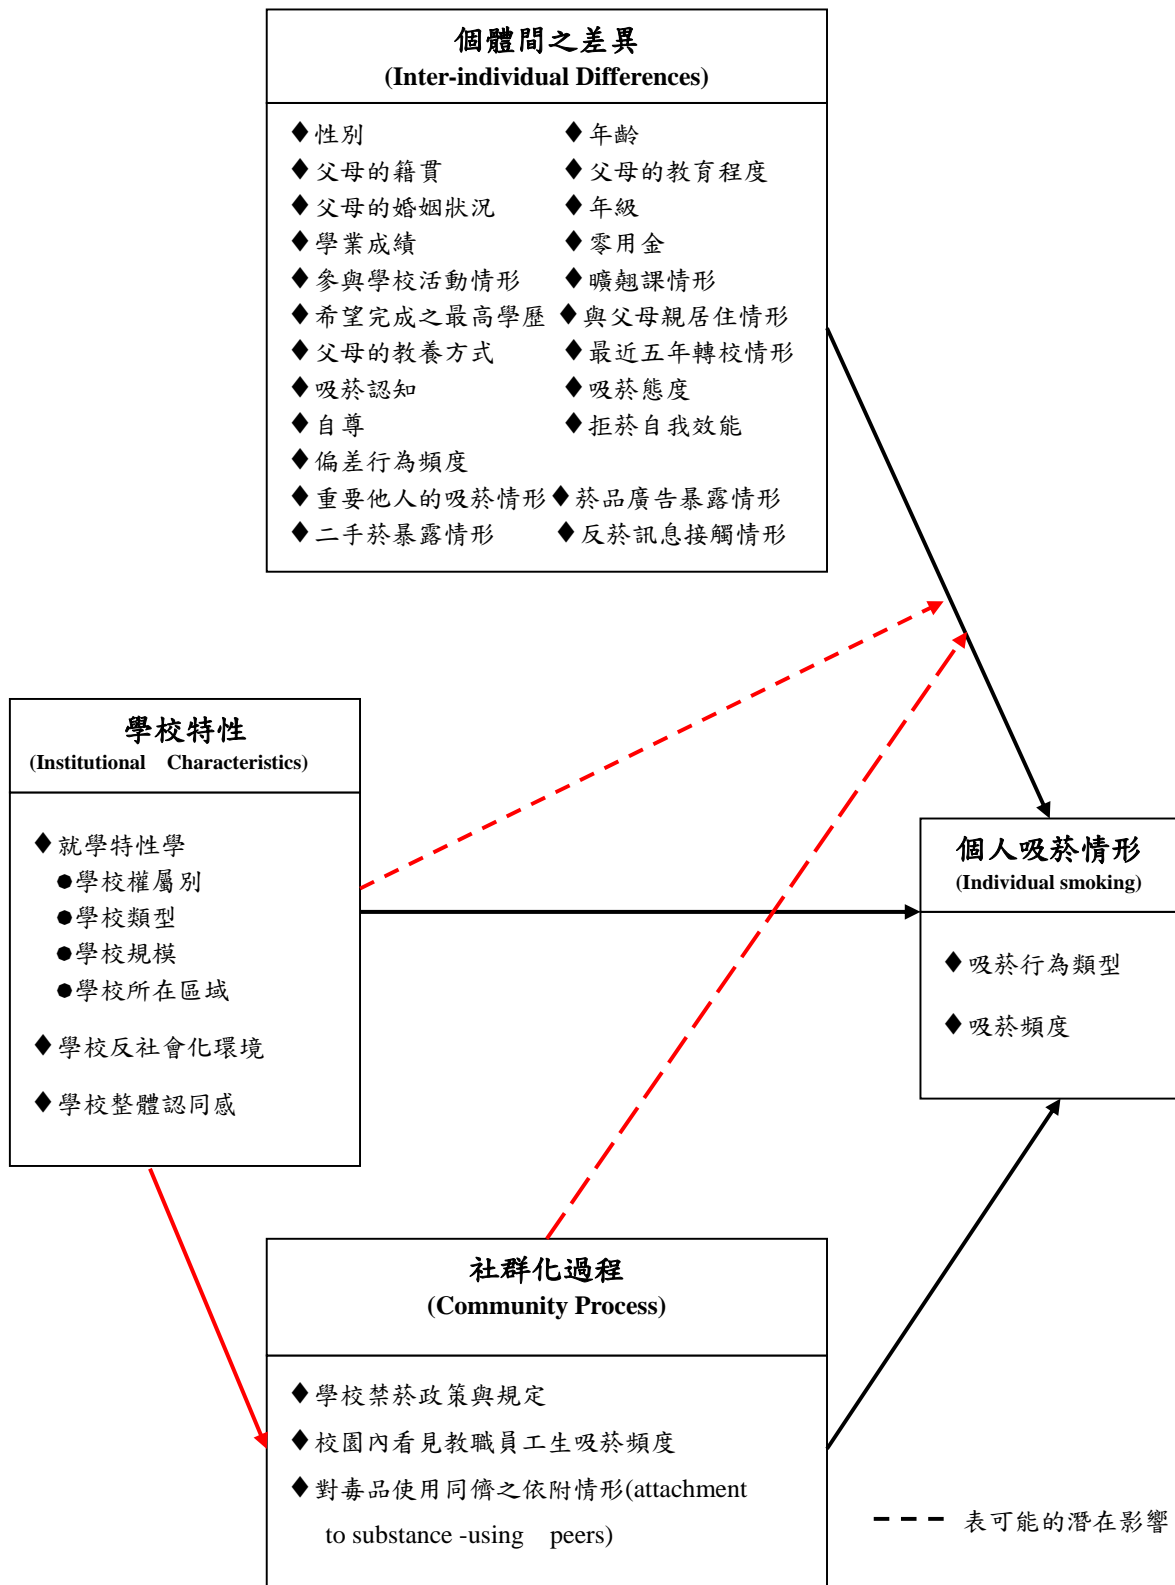 個體間之差異
(Inter-individual Differences)
◆性別 ◆年齡
◆父母的籍貫 ◆父母的教育程度
◆父母的婚姻狀況 ◆年級
◆學業成績 ◆零用金
◆參與學校活動情形 ◆曠翹課情形
◆希望完成之最高學歷 ◆與父母親居住情形
◆父母的教養方式 ◆最近五年轉校情形
◆吸菸認知 ◆吸菸態度
◆自尊 ◆拒菸自我效能
◆偏差行為頻度
◆重要他人的吸菸情形 ◆菸品廣告暴露情形
◆二手菸暴露情形 ◆反菸訊息接觸情形
學校特性
(Institutional Characteristics)
◆就學特性學
●學校權屬別
●學校類型
●學校規模
●學校所在區域
◆學校反社會化環境
◆學校整體認同感
個人吸菸情形
(Individual smoking)
◆吸菸行為類型
◆吸菸頻度
社群化過程
(Community Process)
◆學校禁菸政策與規定
◆校園內看見教職員工生吸菸頻度
◆對毒品使用同儕之依附情形(attachment
to substance -using peers)
表可能的潛在影響